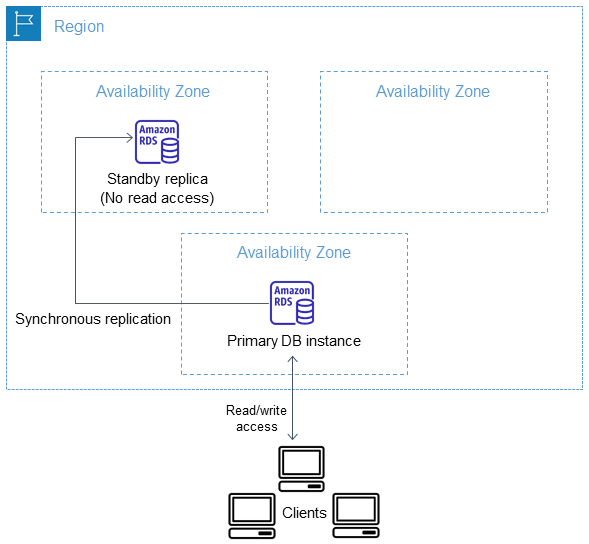 Region
Availability Zone
Availability Zone
Amazon
RDS
Standby replica
(No read access)
Availability Zone
Amazon
RDS
Synchronous replication
Primary DB instance
Read/write
access
Clients